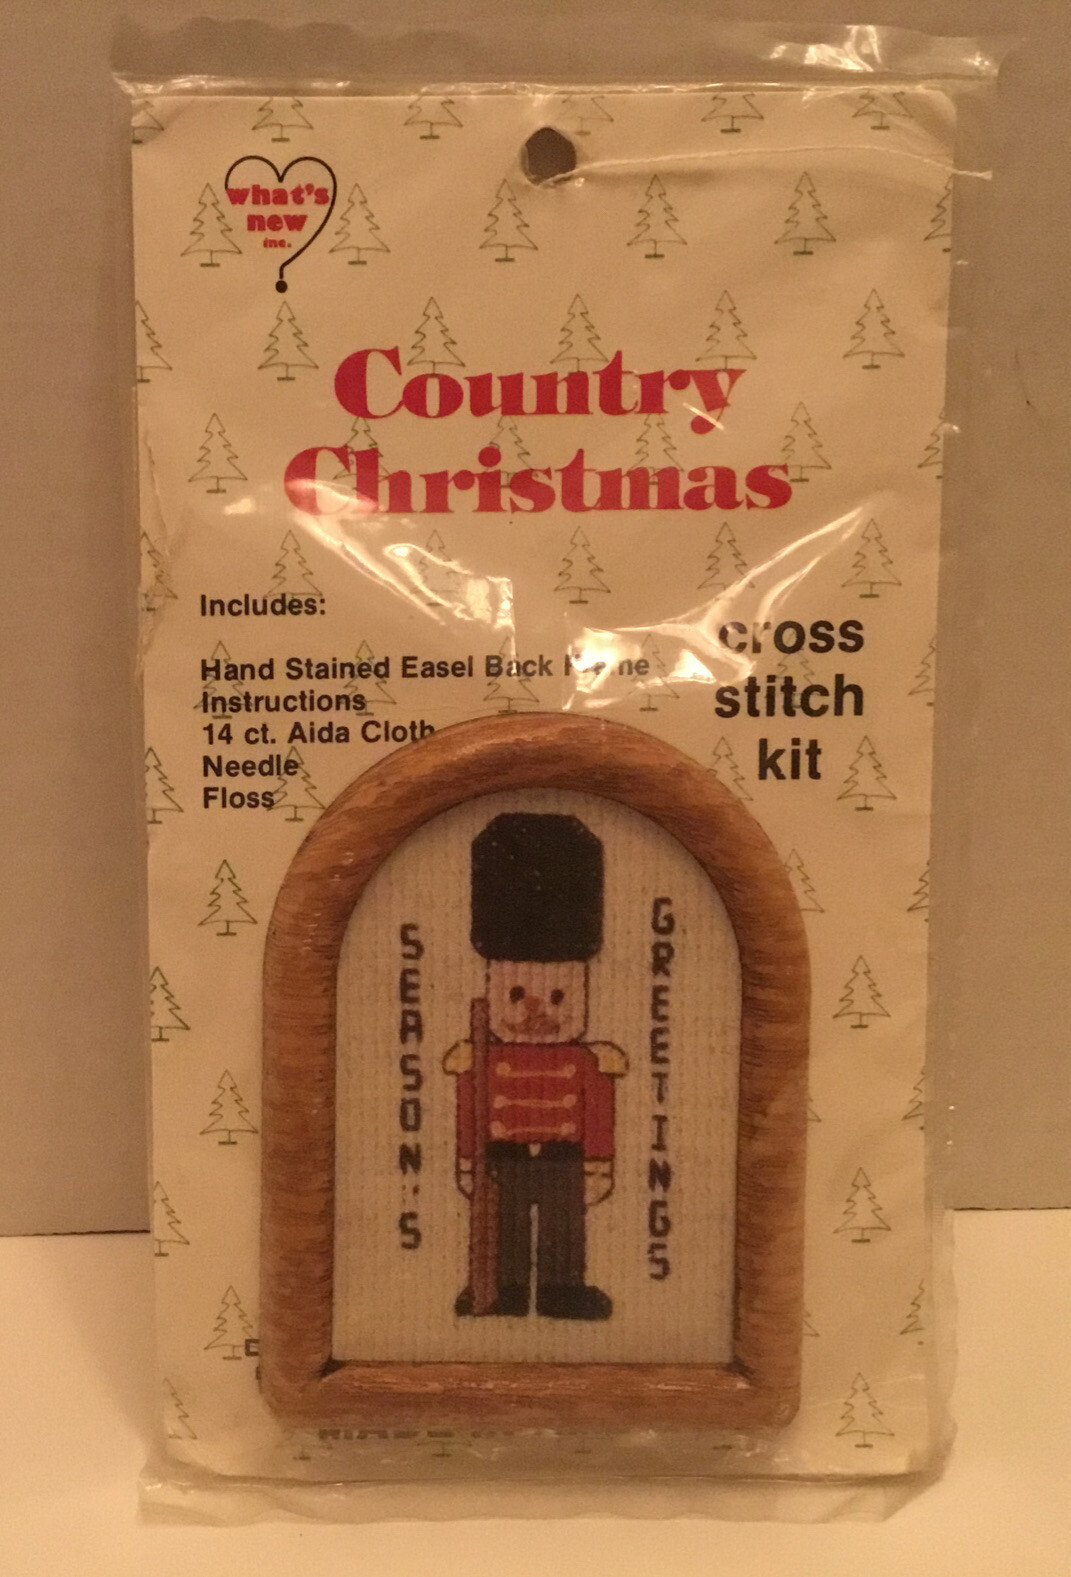 what's
new
inc.
Country
Christmas
Includes:
Hand Stained Easel Back Frame
Instructions
14 ct. Aida Cloth
Needle
Floss
cross
stitch
kit
SEASON'S
GREETINGS